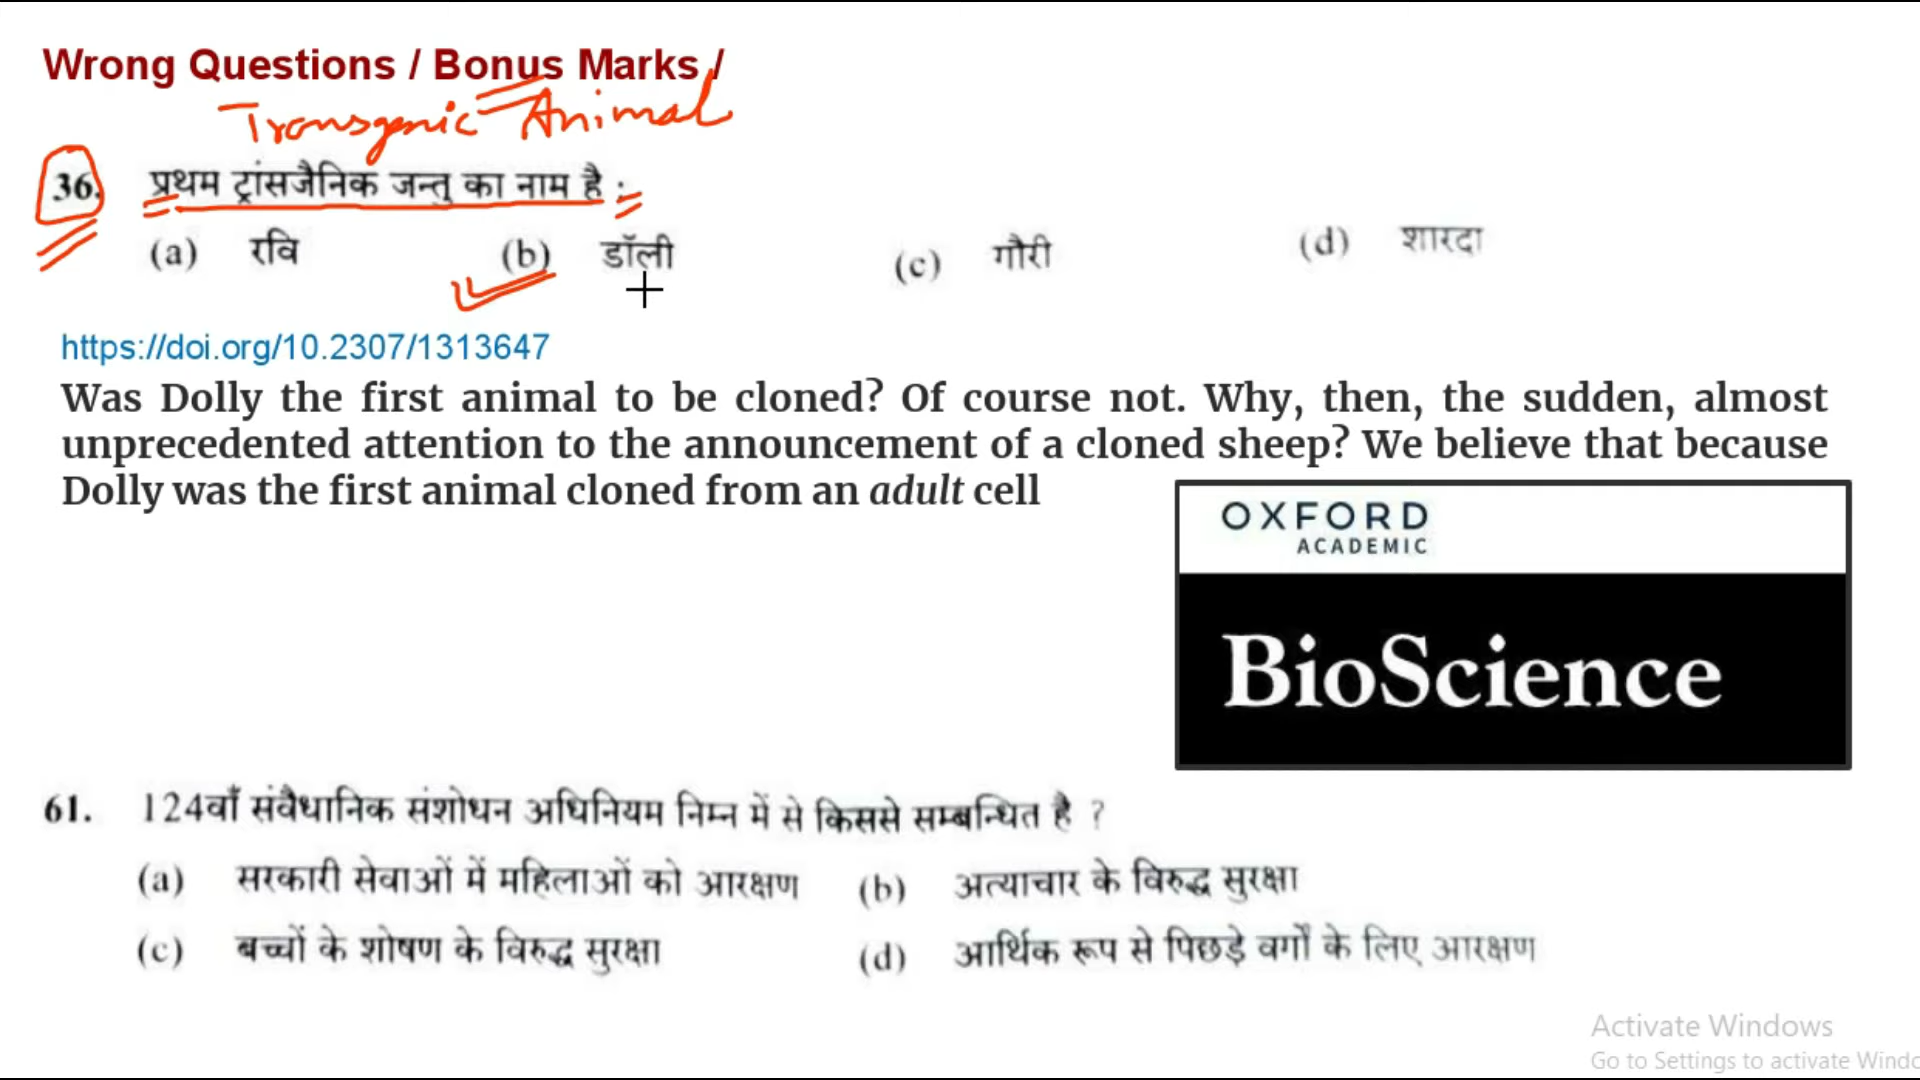 Wrong Questions / Bonus Marks /
Transgenic Animal
36. प्रथम ट्रांसजैनिक जन्तु का नाम है :
(a) रवि (b) डॉली (c) गौरी (d) शारदा
https://doi.org/10.2307/1313647
Was Dolly the first animal to be cloned? Of course not. Why, then, the sudden, almost
unprecedented attention to the announcement of a cloned sheep? We believe that because
Dolly was the first animal cloned from an adult cell
OXFORD
ACADEMIC
BioScience
61. 124वाँ संवैधानिक संशोधन अधिनियम निम्न में से किससे सम्बन्धित है ?
(a) सरकारी सेवाओं में महिलाओं को आरक्षण (b) अत्याचार के विरुद्ध सुरक्षा
(c) बच्चों के शोषण के विरुद्ध सुरक्षा (d) आर्थिक रूप से पिछड़े वर्गों के लिए आरक्षण
Activate Windows
Go to Settings to activate Windo